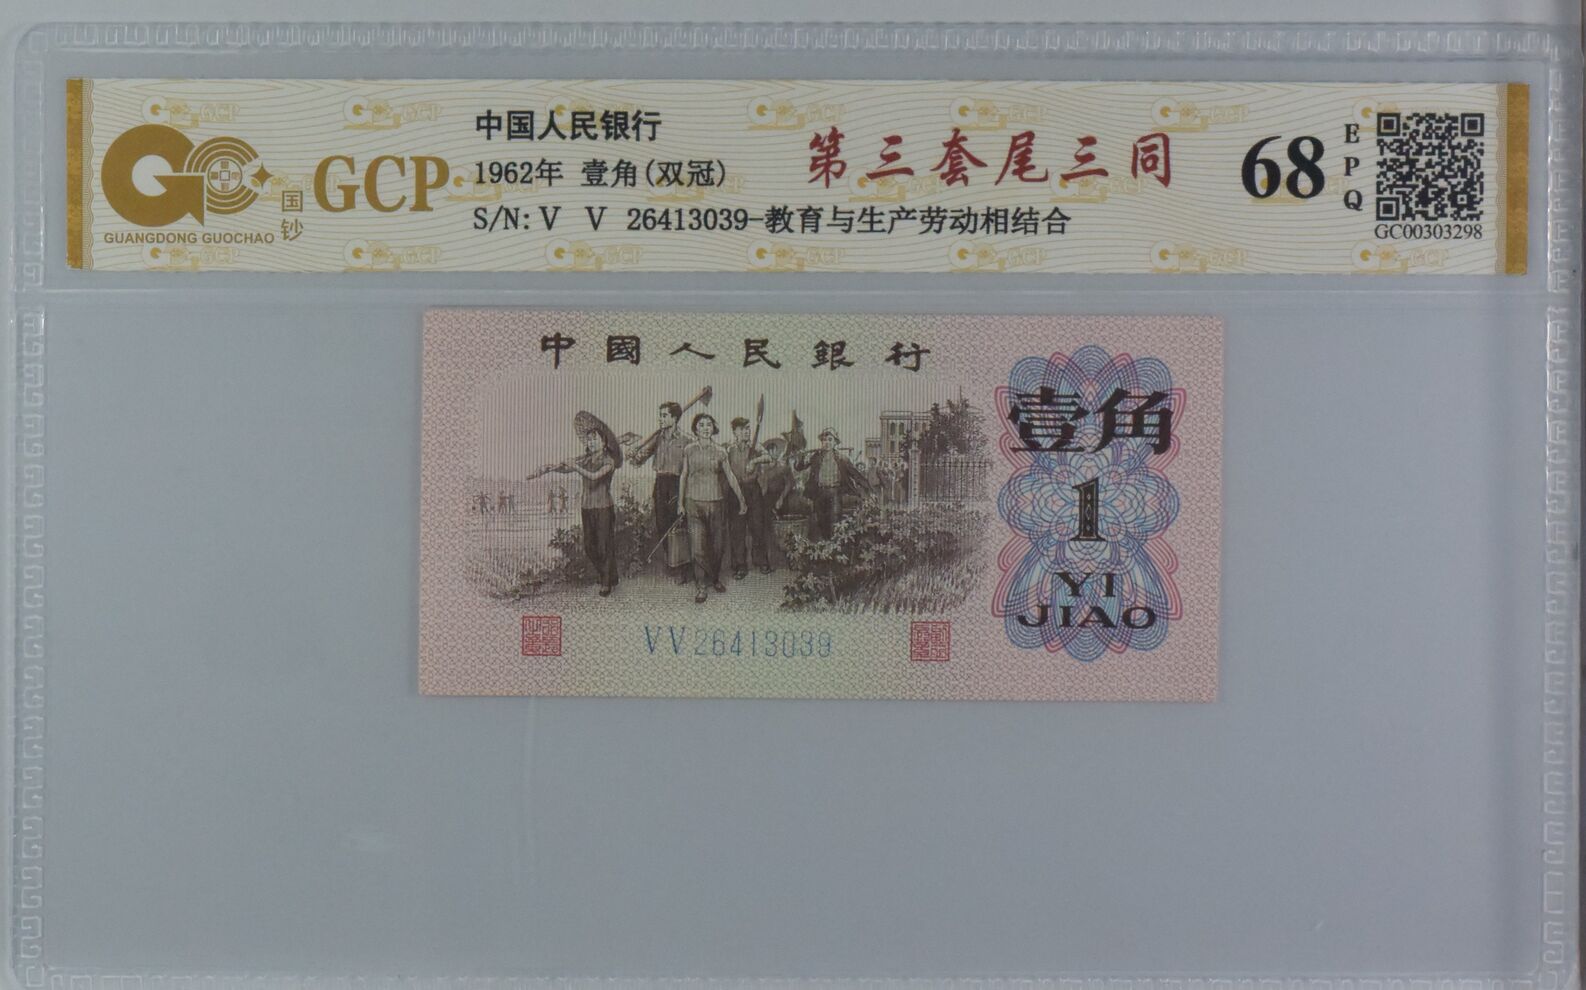 GUANGDONG GUOCHAO
国钞
GCP
中国人民银行
1962年 壹角(双冠)
S/N: V V 26413039-教育与生产劳动相结合
第三套尾三同
68
EPQ
GC00303298
中國人民銀行
壹角
1
YI
JIAO
VV26413039